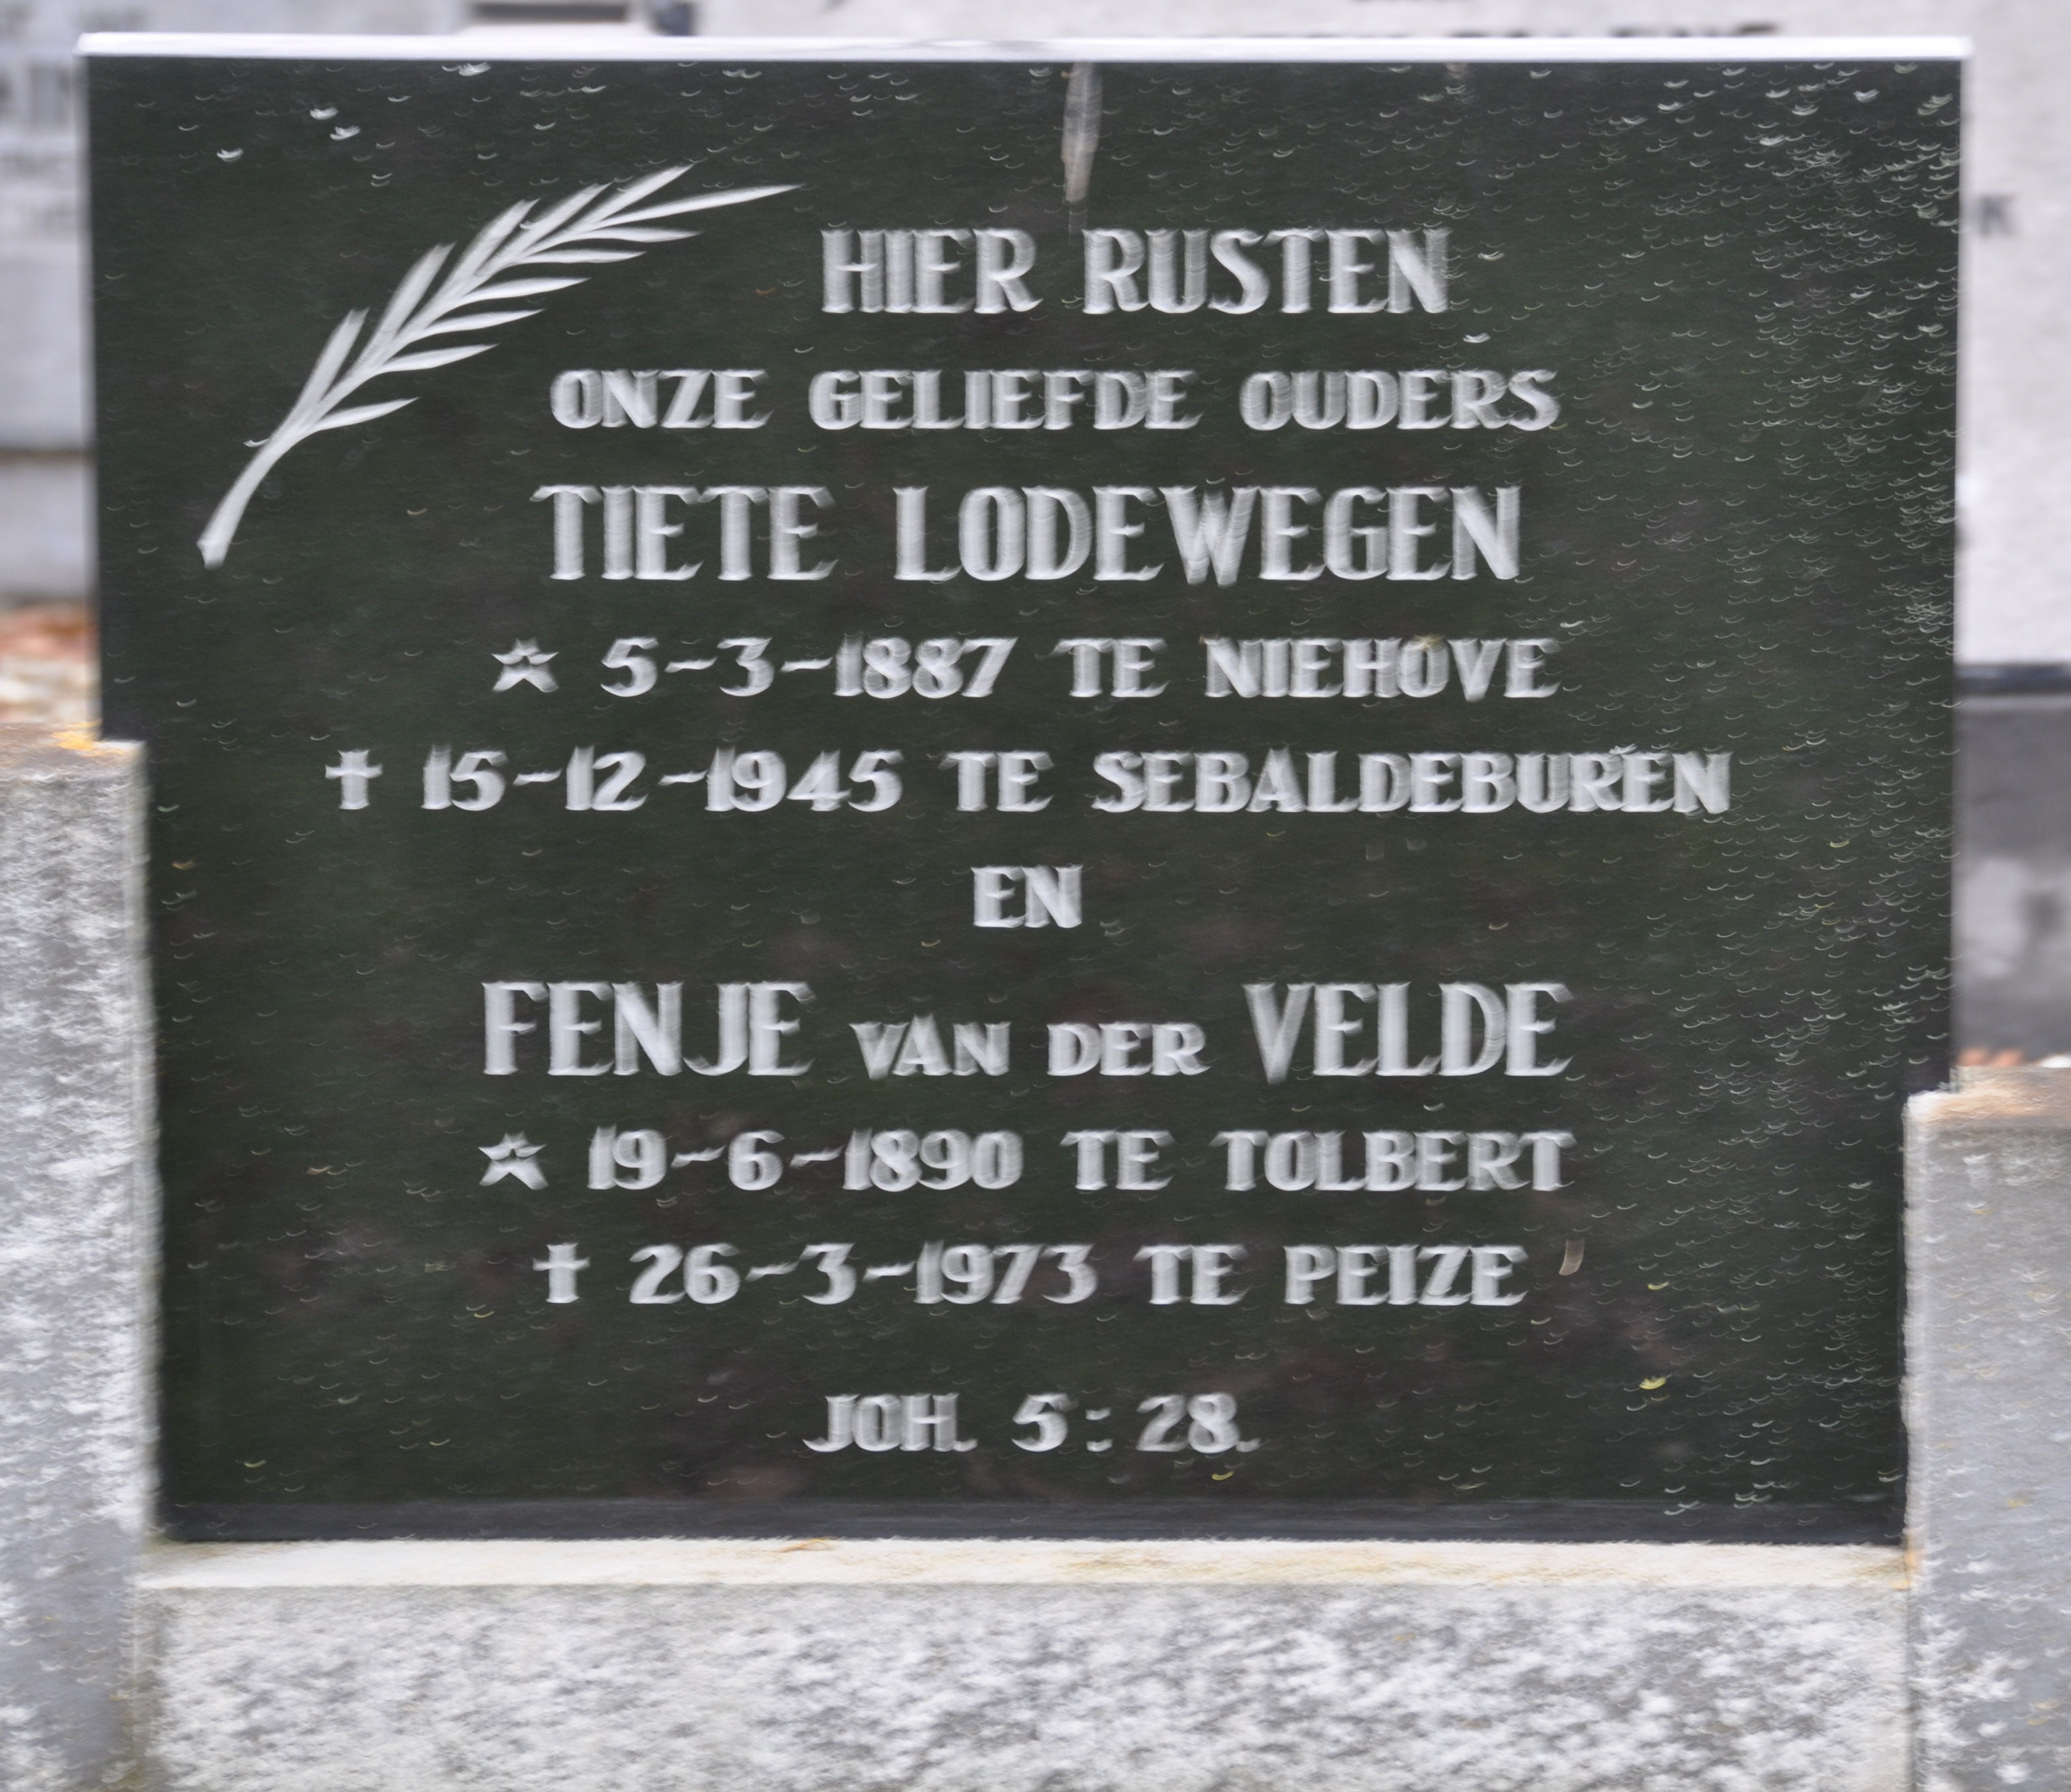 HIER RUSTEN
ONZE GELIEFDE OUDERS
TIETE LODEWEGEN
☆ 5-3-1887 TE NIEHOVE
† 15-12-1945 TE SEBALDEBUREN
EN
FENJE VAN DER VELDE
☆ 19-6-1890 TE TOLBERT
† 26-3-1973 TE PEIZE
JOH. 5:28.